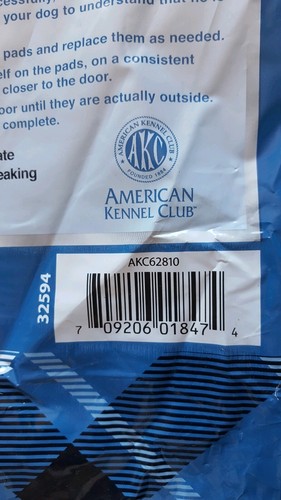 your dog to understand that he is
pads and replace them as needed.
elf on the pads, on a consistent
closer to the door.
oor until they are actually outside.
complete.
ate
eaking
AMERICAN KENNEL CLUB
AKC
FOUNDED 1884
AMERICAN
KENNEL CLUB™
AKC62810
32594
7 09206 01847 4